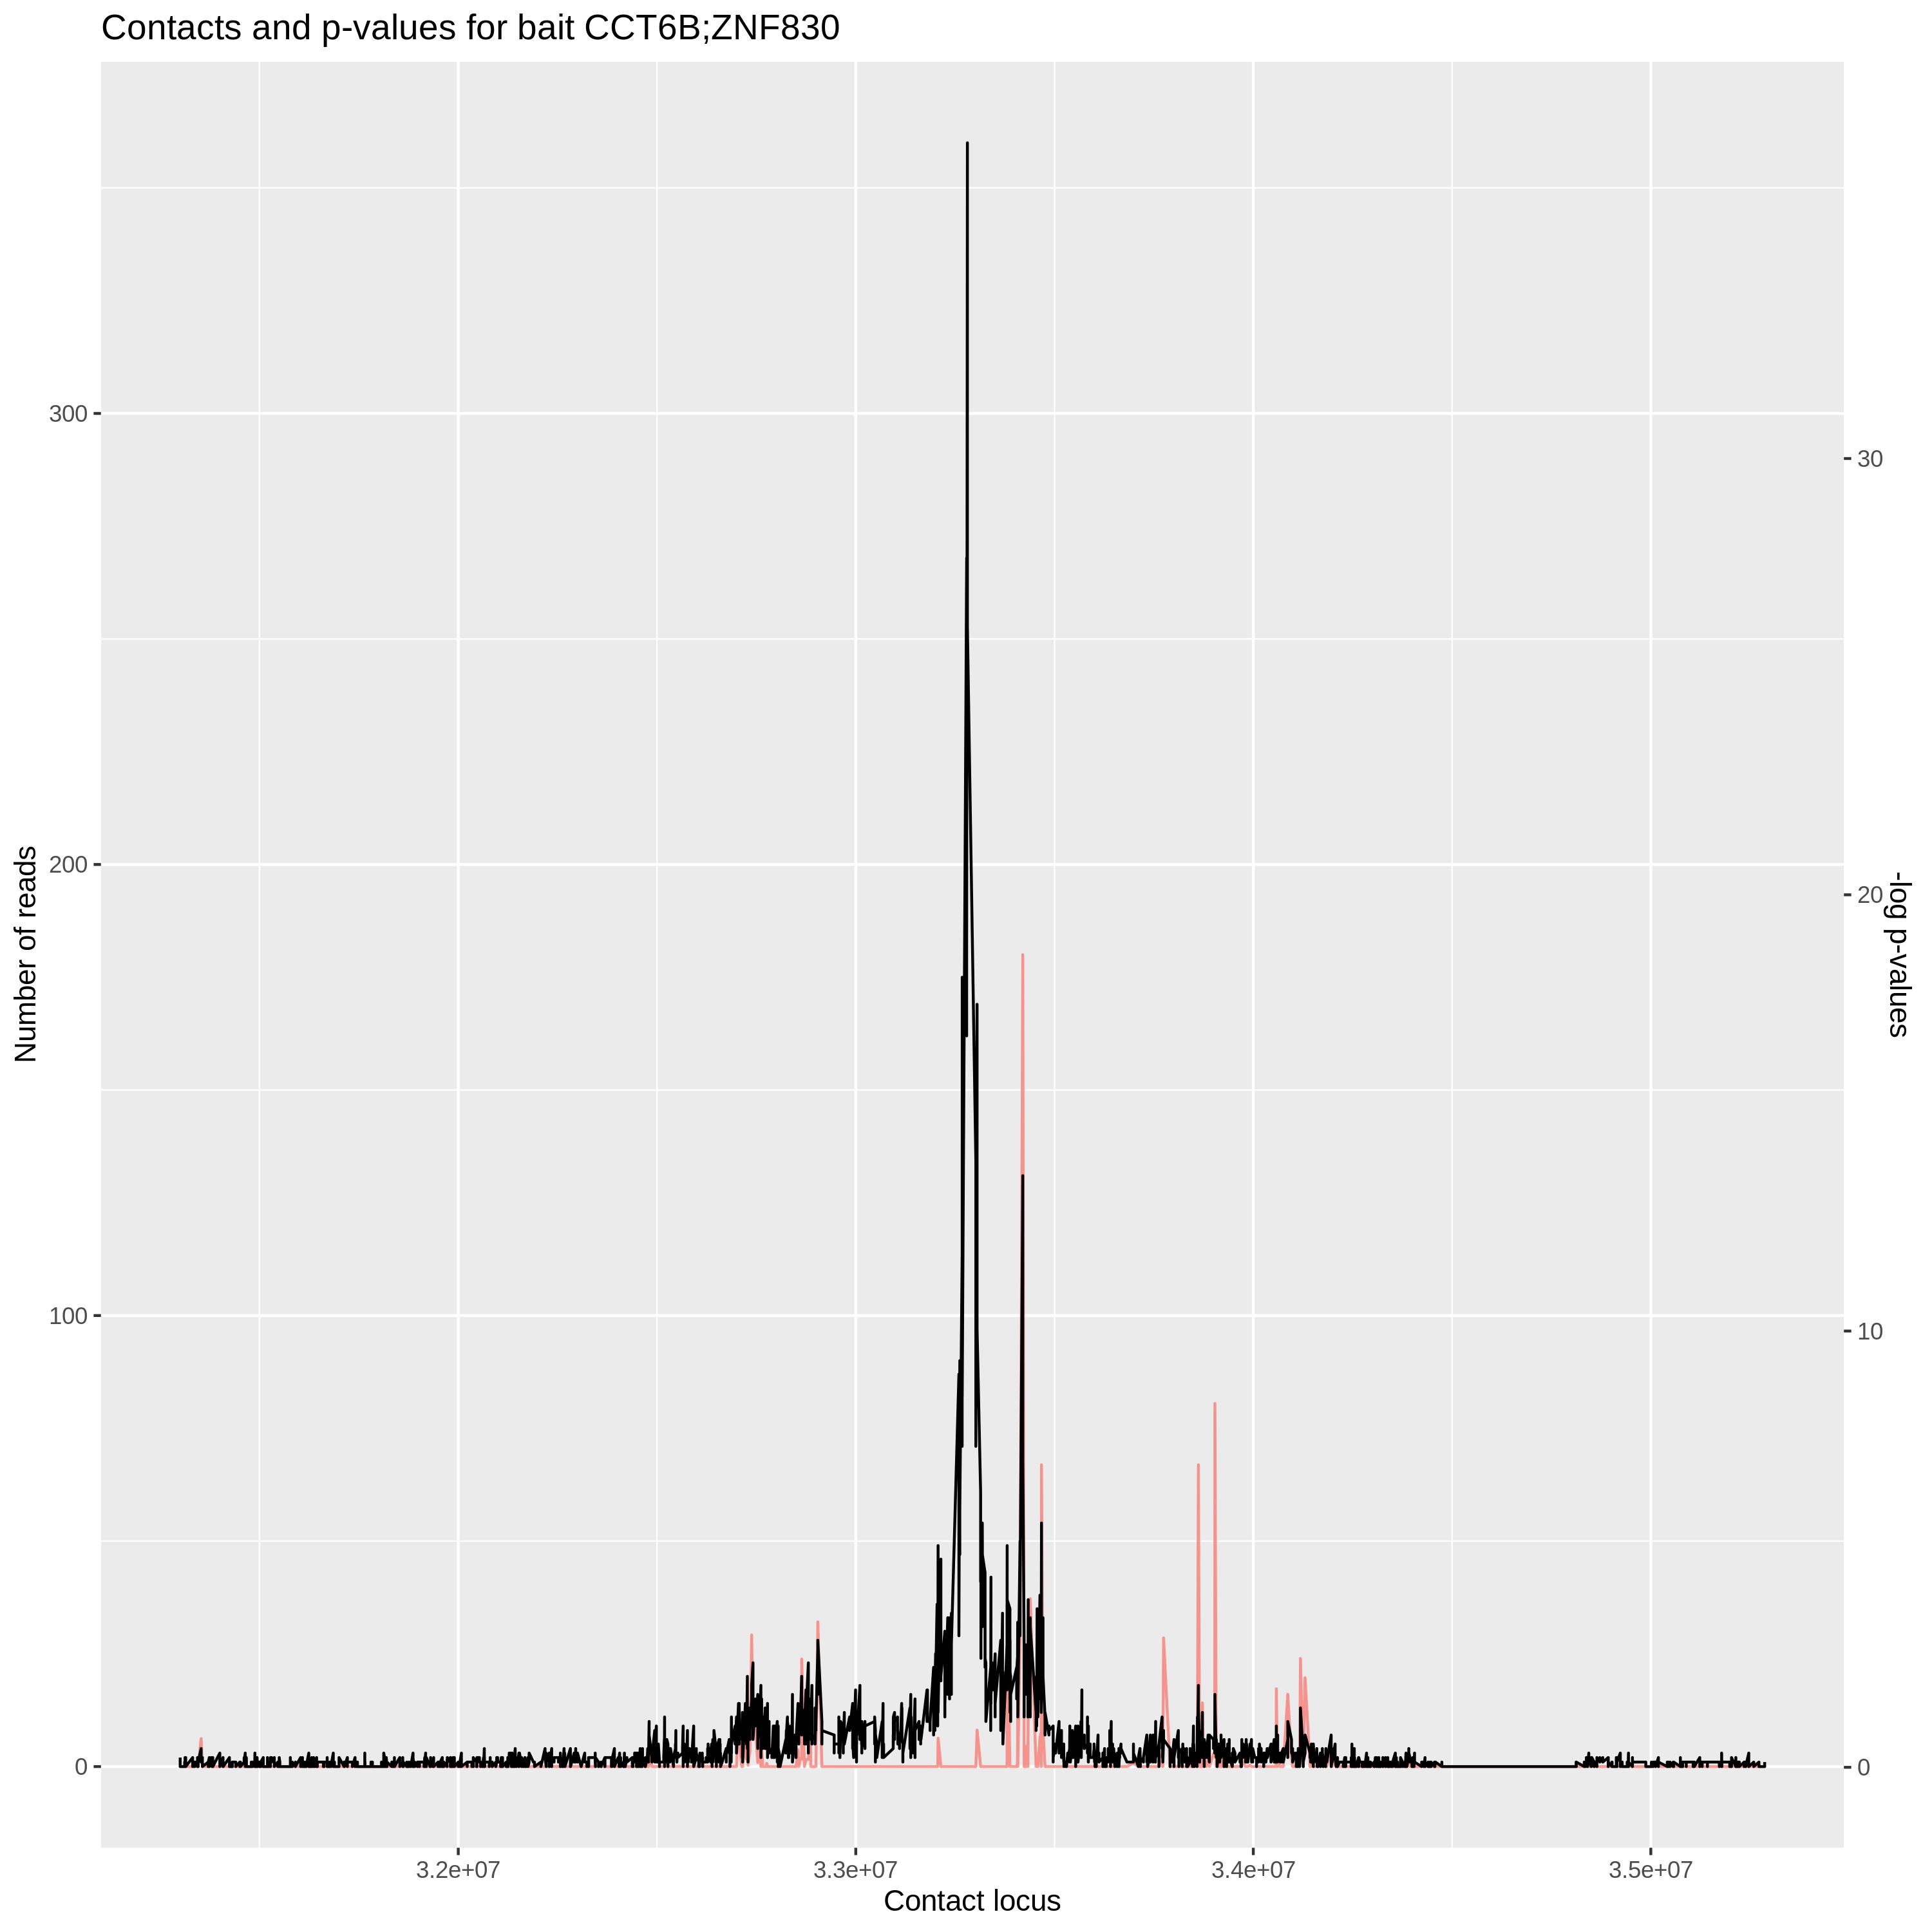 Contacts and p-values for bait CCT6B;ZNF830
300
200
100
0
Number of reads
30
20
10
0
-log p-values
3.2e+07
3.3e+07
3.4e+07
3.5e+07
Contact locus